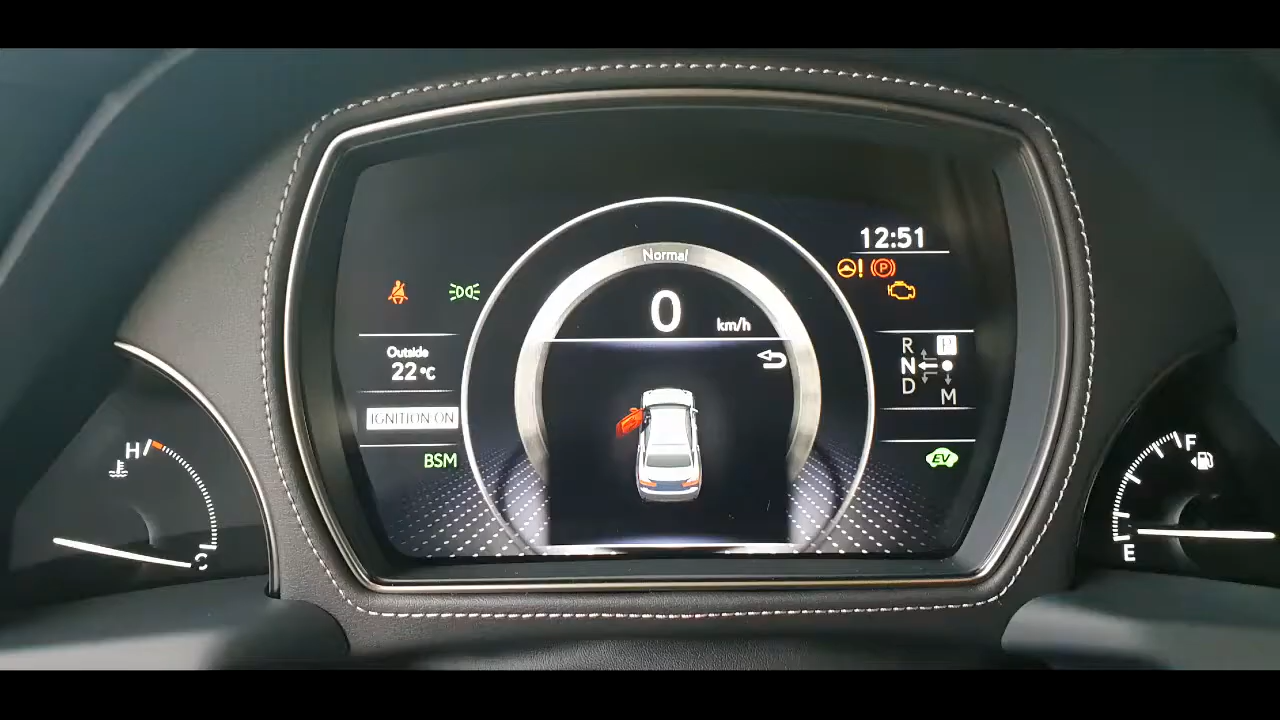 12:51
Normal
0 km/h
Outside
22 °C
IGNITION ON
BSM
R P
N
D
M
EV
H
C
F
E